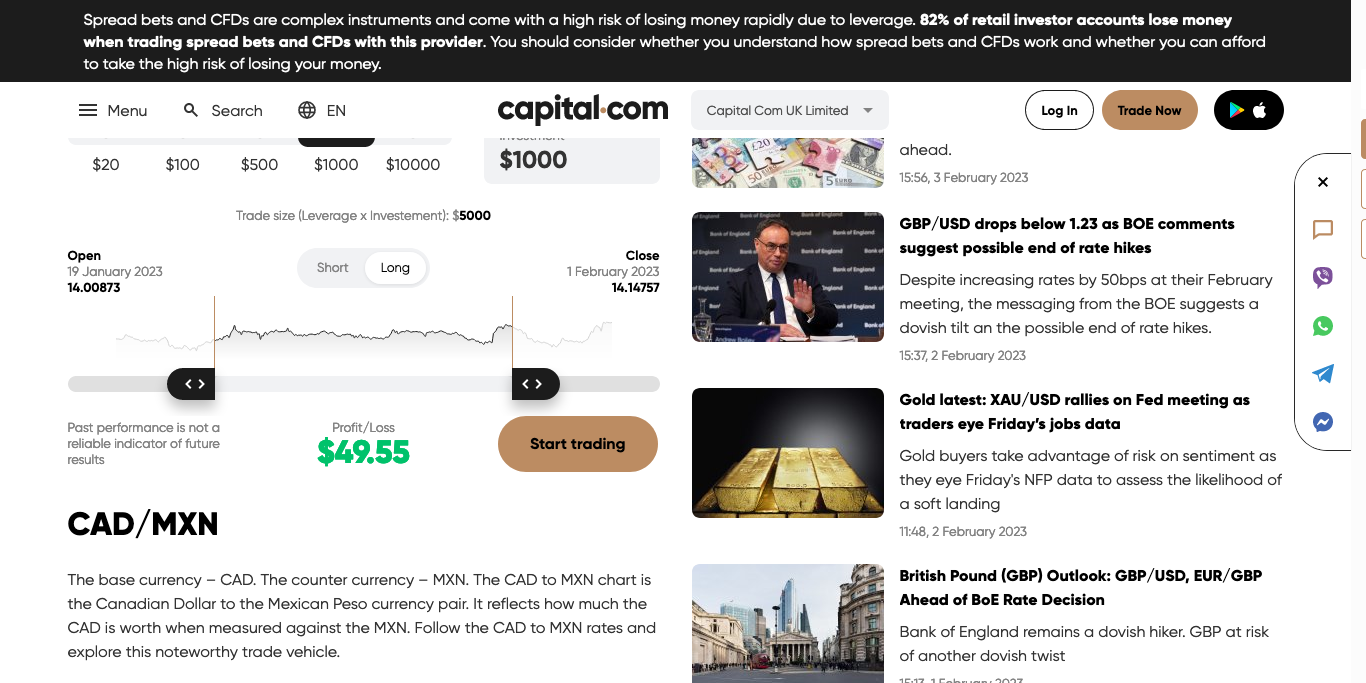 Spread bets and CFDs are complex instruments and come with a high risk of losing money rapidly due to leverage. 82% of retail investor accounts lose money
when trading spread bets and CFDs with this provider. You should consider whether you understand how spread bets and CFDs work and whether you can afford
to take the high risk of losing your money.
Menu
Search
EN
capital.com
Capital Com UK Limited
Log In
Trade Now
Investment
$1000
$20
$100
$500
$1000
$10000
Trade size (Leverage x Investement): $5000
Open
19 January 2023
14.00873
Short
Long
Close
1 February 2023
14.14757
Past performance is not a
reliable indicator of future
results
Profit/Loss
$49.55
Start trading
CAD/MXN
The base currency – CAD. The counter currency – MXN. The CAD to MXN chart is
the Canadian Dollar to the Mexican Peso currency pair. It reflects how much the
CAD is worth when measured against the MXN. Follow the CAD to MXN rates and
explore this noteworthy trade vehicle.
ahead.
15:56, 3 February 2023
GBP/USD drops below 1.23 as BOE comments
suggest possible end of rate hikes
Despite increasing rates by 50bps at their February
meeting, the messaging from the BOE suggests a
dovish tilt an the possible end of rate hikes.
15:37, 2 February 2023
Gold latest: XAU/USD rallies on Fed meeting as
traders eye Friday's jobs data
Gold buyers take advantage of risk on sentiment as
they eye Friday's NFP data to assess the likelihood of
a soft landing
11:48, 2 February 2023
British Pound (GBP) Outlook: GBP/USD, EUR/GBP
Ahead of BoE Rate Decision
Bank of England remains a dovish hiker. GBP at risk
of another dovish twist
15:13, 1 February 2023